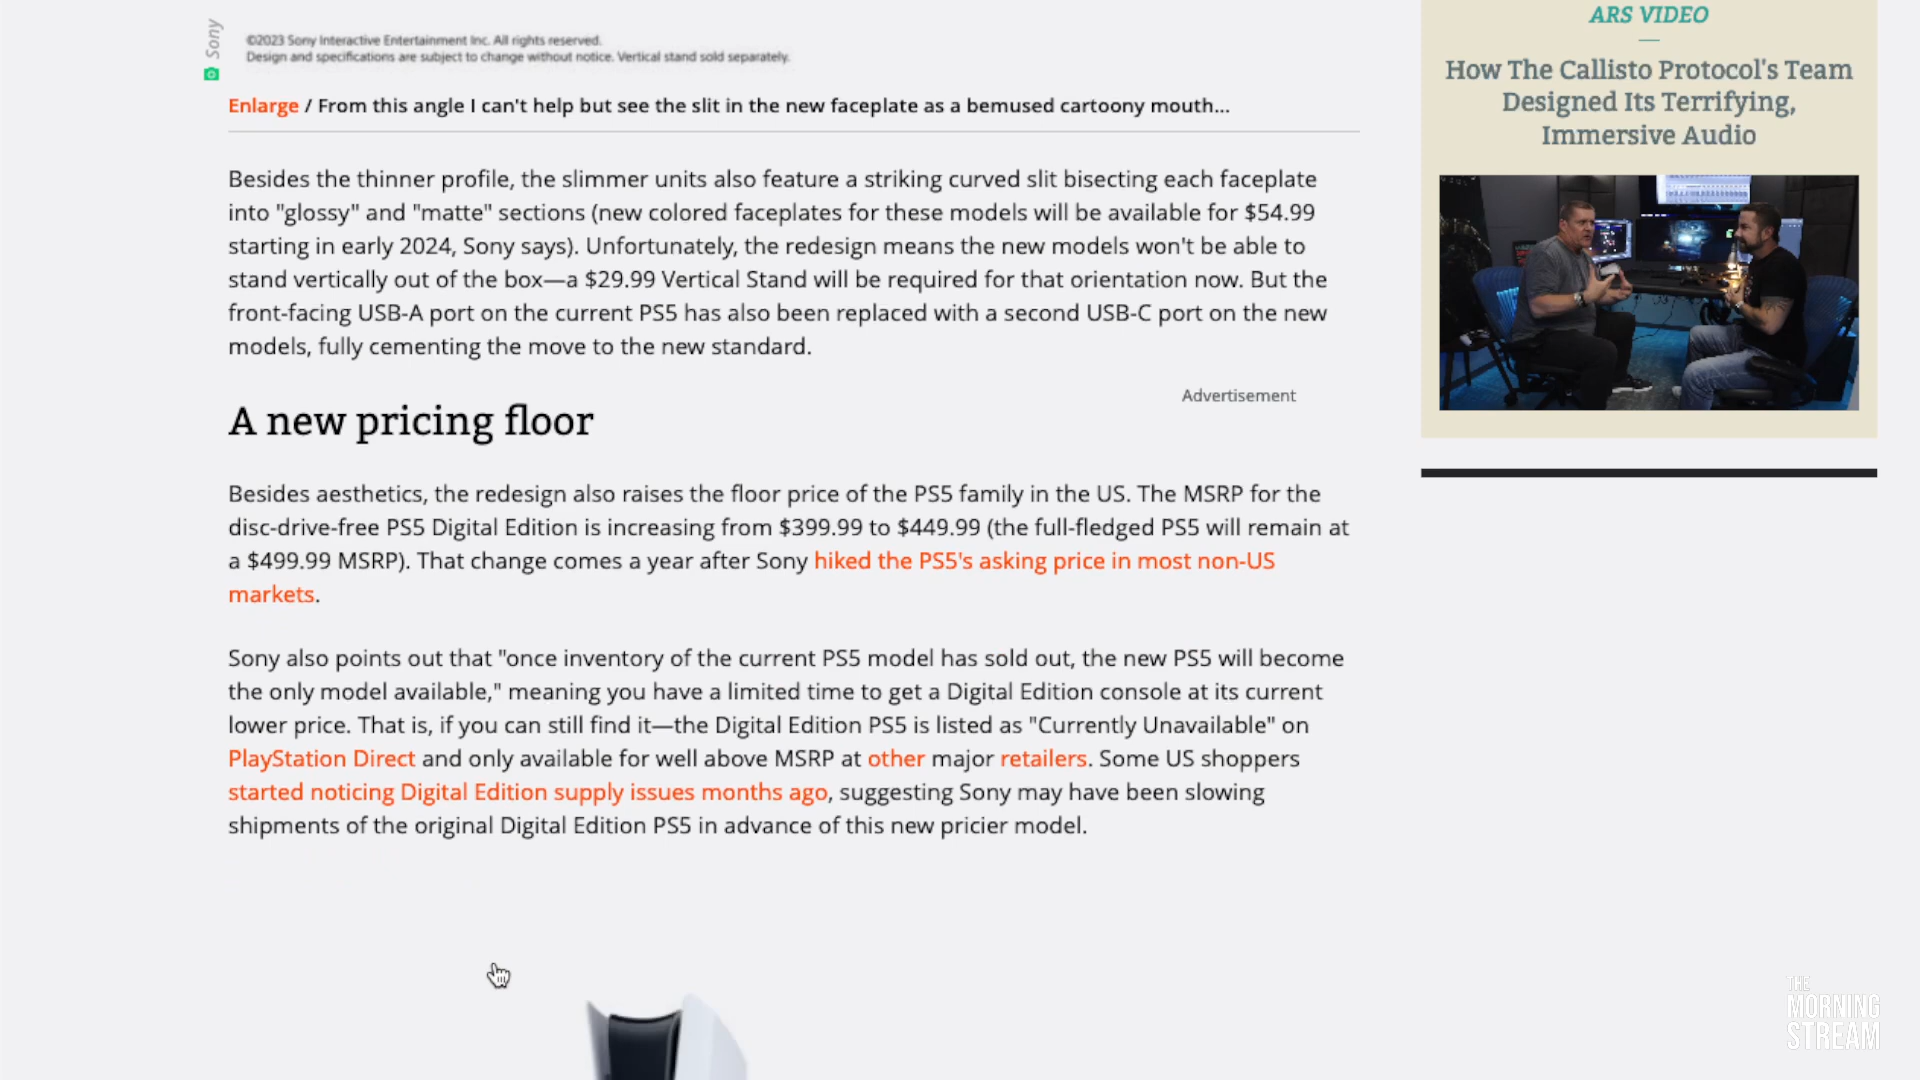 Sony
©2023 Sony Interactive Entertainment Inc. All rights reserved.
Design and specifications are subject to change without notice. Vertical stand sold separately.
Enlarge / From this angle I can't help but see the slit in the new faceplate as a bemused cartoony mouth...
Besides the thinner profile, the slimmer units also feature a striking curved slit bisecting each faceplate
into "glossy" and "matte" sections (new colored faceplates for these models will be available for $54.99
starting in early 2024, Sony says). Unfortunately, the redesign means the new models won't be able to
stand vertically out of the box—a $29.99 Vertical Stand will be required for that orientation now. But the
front-facing USB-A port on the current PS5 has also been replaced with a second USB-C port on the new
models, fully cementing the move to the new standard.
Advertisement
A new pricing floor
Besides aesthetics, the redesign also raises the floor price of the PS5 family in the US. The MSRP for the
disc-drive-free PS5 Digital Edition is increasing from $399.99 to $449.99 (the full-fledged PS5 will remain at
a $499.99 MSRP). That change comes a year after Sony hiked the PS5's asking price in most non-US
markets.
Sony also points out that "once inventory of the current PS5 model has sold out, the new PS5 will become
the only model available," meaning you have a limited time to get a Digital Edition console at its current
lower price. That is, if you can still find it—the Digital Edition PS5 is listed as "Currently Unavailable" on
PlayStation Direct and only available for well above MSRP at other major retailers. Some US shoppers
started noticing Digital Edition supply issues months ago, suggesting Sony may have been slowing
shipments of the original Digital Edition PS5 in advance of this new pricier model.
ARS VIDEO
How The Callisto Protocol's Team
Designed Its Terrifying,
Immersive Audio
THE
MORNING
STREAM